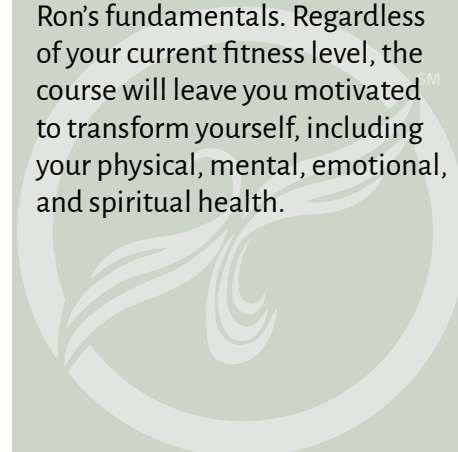 Ron’s fundamentals. Regardless
of your current fitness level, the
course will leave you motivated
SM
to transform yourself, including
your physical, mental, emotional,
and spiritual health.